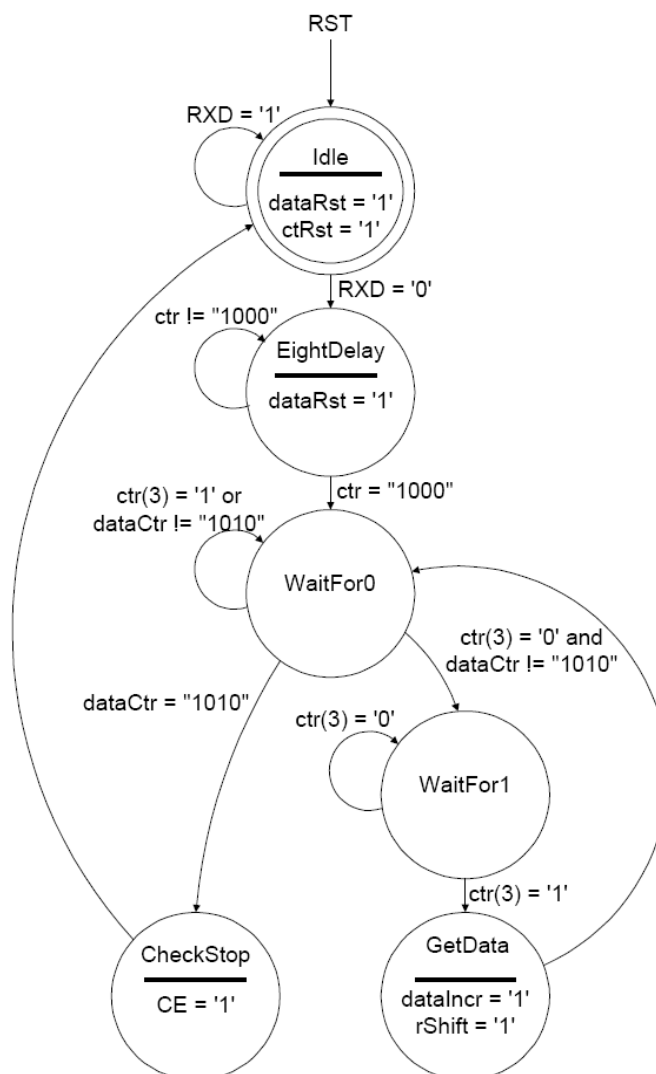 RST
RXD = '1'
Idle
dataRst = '1'
ctRst = '1'
RXD = '0'
ctr != "1000"
EightDelay
dataRst = '1'
ctr = "1000"
ctr(3) = '1' or
dataCtr != "1010"
WaitFor0
ctr(3) = '0' and
dataCtr != "1010"
dataCtr = "1010"
ctr(3) = '0'
WaitFor1
ctr(3) = '1'
CheckStop
CE = '1'
GetData
dataIncr = '1'
rShift = '1'